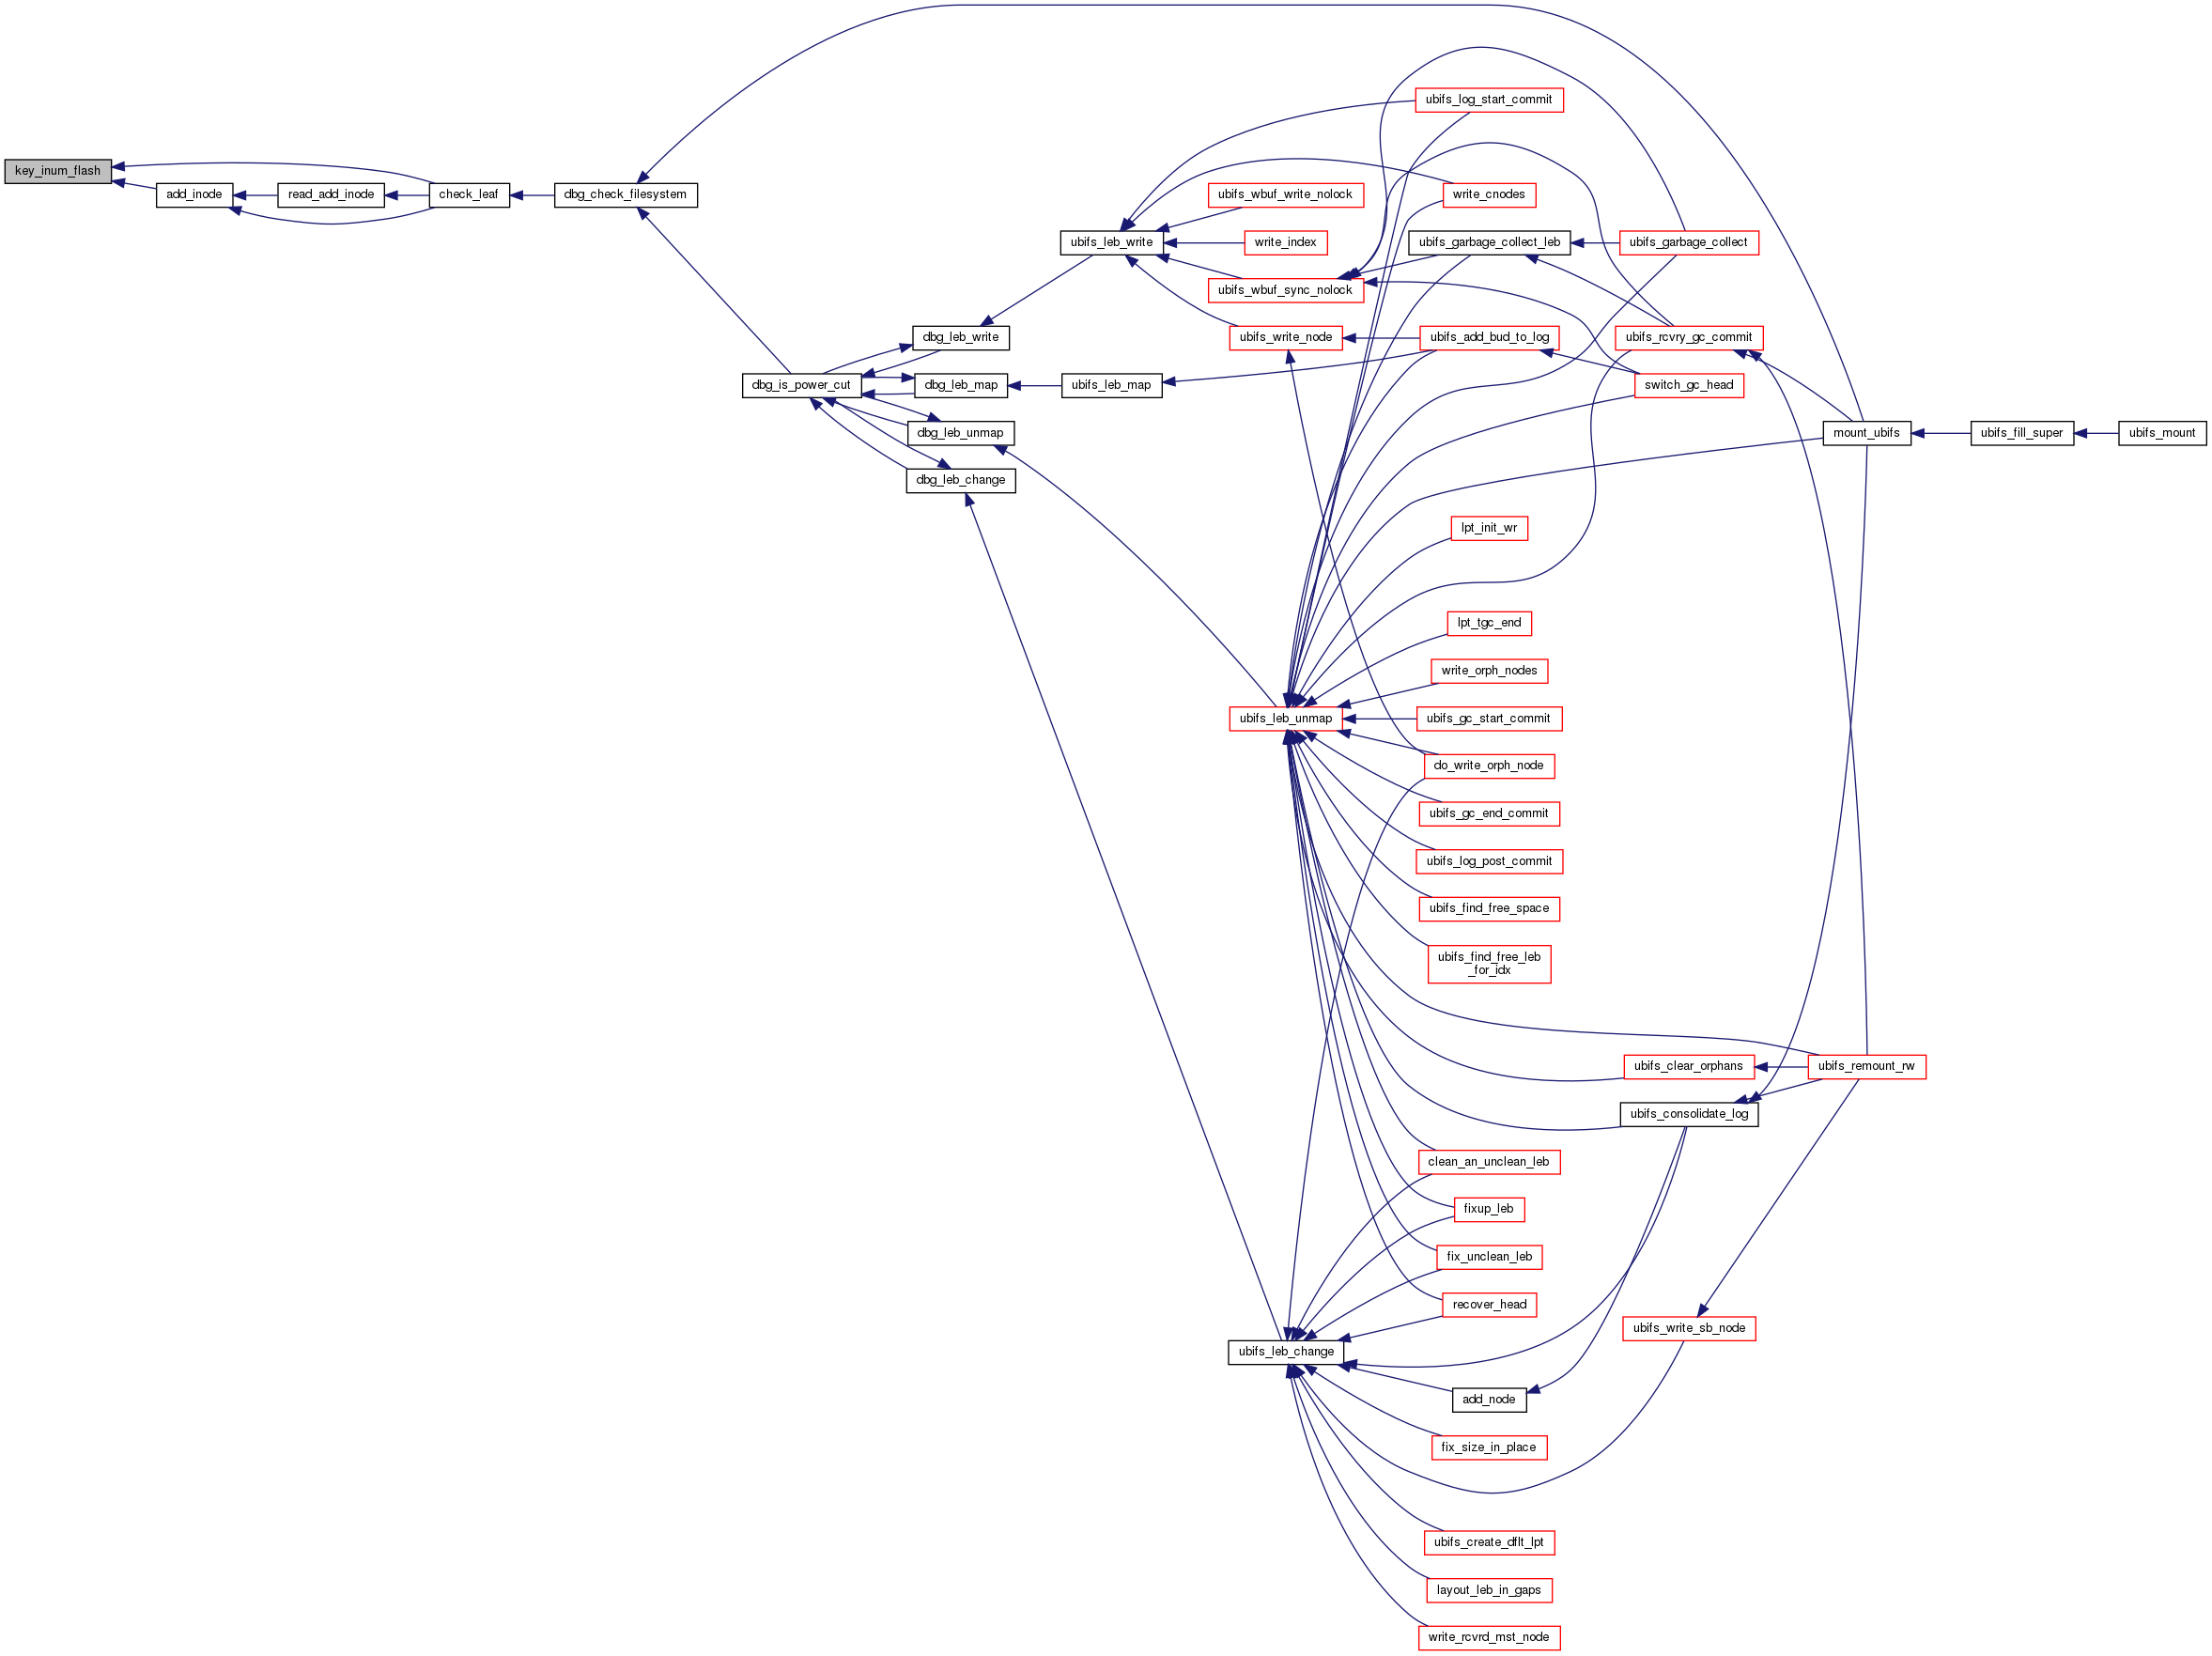 key_inum_flash
add_inode
read_add_inode
check_leaf
dbg_check_filesystem
dbg_is_power_cut
dbg_leb_write
dbg_leb_map
dbg_leb_unmap
dbg_leb_change
ubifs_leb_write
ubifs_leb_map
ubifs_wbuf_write_nolock
write_index
ubifs_wbuf_sync_nolock
ubifs_write_node
ubifs_leb_unmap
ubifs_leb_change
ubifs_log_start_commit
write_cnodes
ubifs_garbage_collect_leb
ubifs_add_bud_to_log
lpt_init_wr
lpt_tgc_end
write_orph_nodes
ubifs_gc_start_commit
do_write_orph_node
ubifs_gc_end_commit
ubifs_log_post_commit
ubifs_find_free_space
ubifs_find_free_leb
_for_idx
clean_an_unclean_leb
fixup_leb
fix_unclean_leb
recover_head
add_node
fix_size_in_place
ubifs_create_dflt_lpt
layout_leb_in_gaps
write_rcvrd_mst_node
ubifs_garbage_collect
ubifs_rcvry_gc_commit
switch_gc_head
ubifs_clear_orphans
ubifs_consolidate_log
ubifs_write_sb_node
mount_ubifs
ubifs_remount_rw
ubifs_fill_super
ubifs_mount